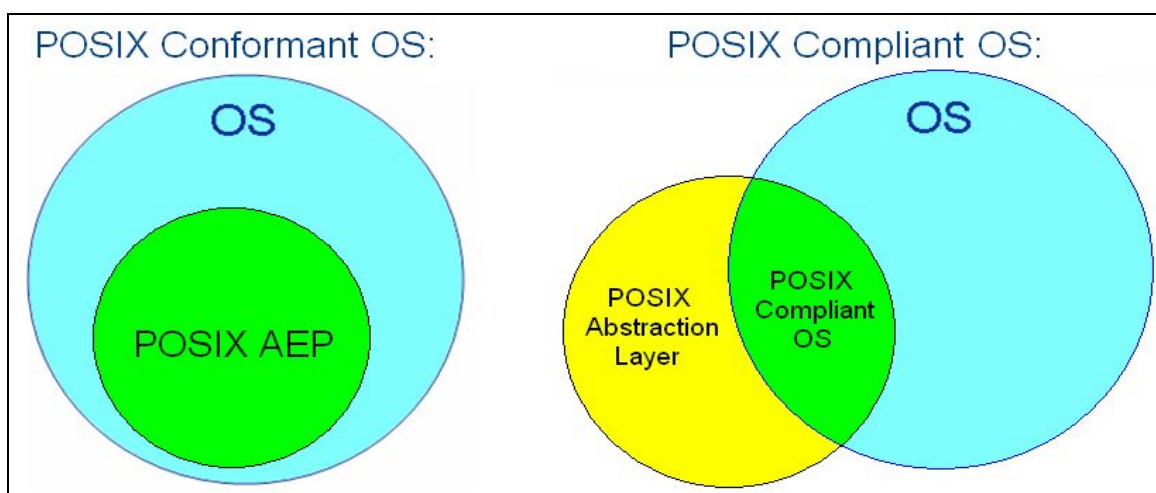 POSIX Conformant OS:
OS
POSIX AEP
POSIX Compliant OS:
OS
POSIX
Abstraction
Layer
POSIX
Compliant
OS